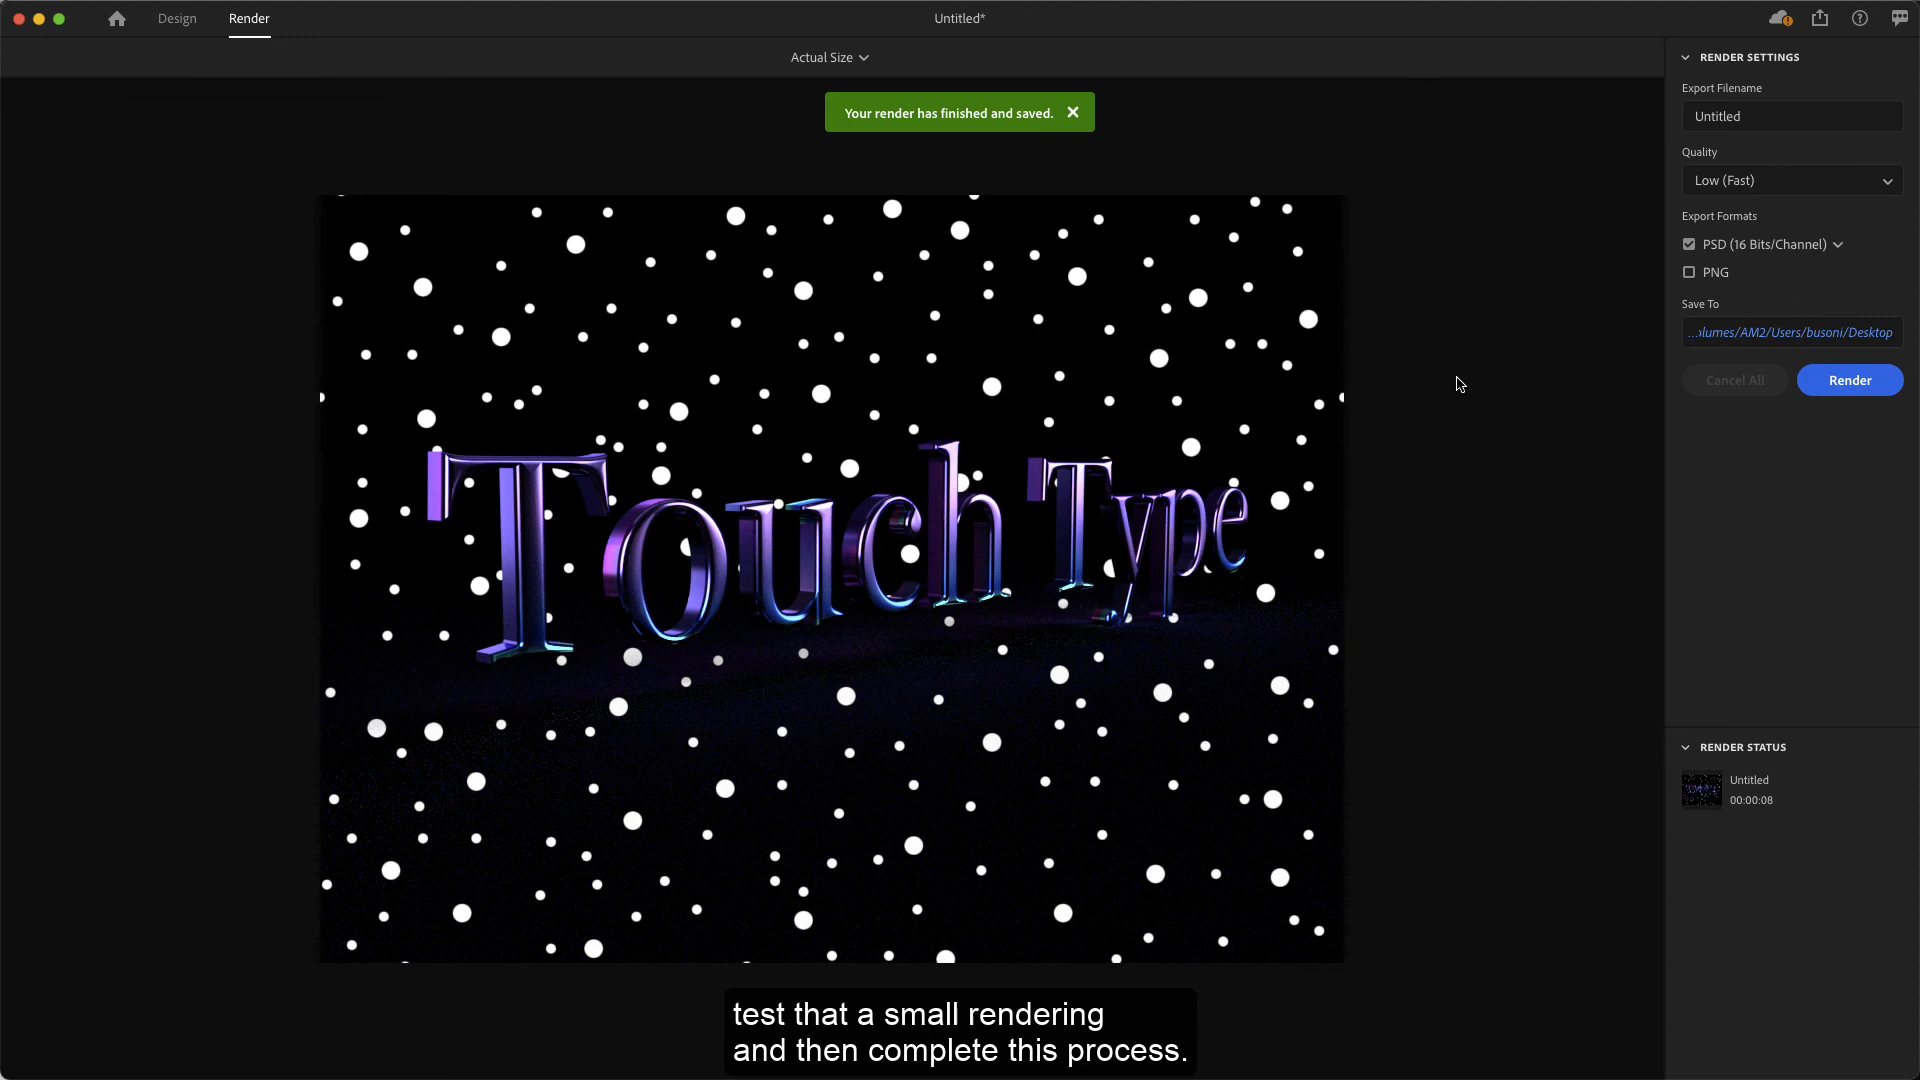 Design
Render
Untitled*
Actual Size
Your render has finished and saved.
Touch Type
RENDER SETTINGS
Export Filename
Untitled
Quality
Low (Fast)
Export Formats
PSD (16 Bits/Channel)
PNG
Save To
...lumes/AM2/Users/busoni/Desktop
Cancel All
Render
RENDER STATUS
Untitled
00:00:08
test that a small rendering
and then complete this process.